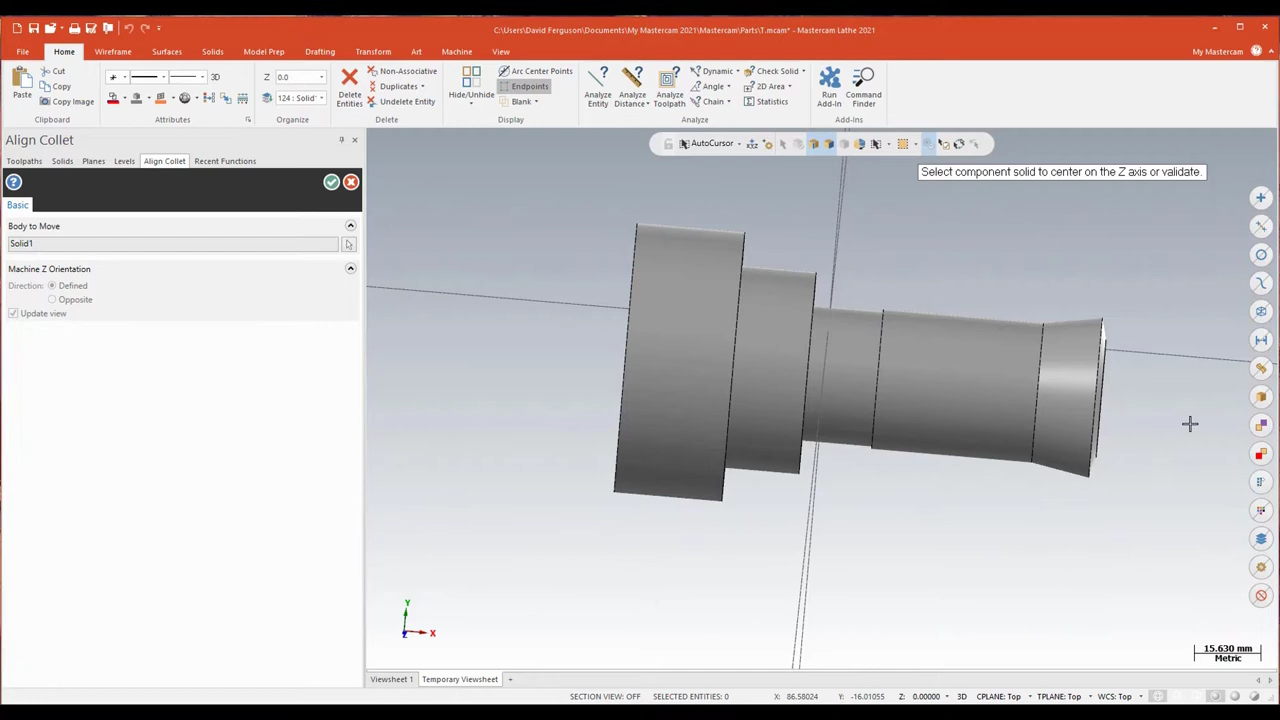 C:\Users\David Ferguson\Documents\My Mastercam 2021\Mastercam\Parts\T.mcam* - Mastercam Lathe 2021
File Home Wireframe Surfaces Solids Model Prep Drafting Transform Art Machine View My Mastercam
Paste
Cut
Copy
Copy Image
Clipboard
3D
Attributes
Z 0.0
124 : Solid
Organize
Delete Entities
Non-Associative
Duplicates
Undelete Entity
Delete
Hide/Unhide
Arc Center Points
Endpoints
Blank
Display
Analyze Entity
Analyze Distance
Analyze Toolpath
Dynamic
Angle
Chain
Check Solid
2D Area
Statistics
Analyze
Run Add-In
Command Finder
Add-Ins
Align Collet
Toolpaths Solids Planes Levels Align Collet Recent Functions
Basic
Body to Move
Solid1
Machine Z Orientation
Direction: Defined
Opposite
Update view
AutoCursor
Select component solid to center on the Z axis or validate.
Y
X
Z
15.630 mm
Metric
Viewsheet 1 Temporary Viewsheet +
SECTION VIEW: OFF SELECTED ENTITIES: 0 X: 86.58024 Y: -16.01055 Z: 0.00000 3D CPLANE: Top TPLANE: Top WCS: Top